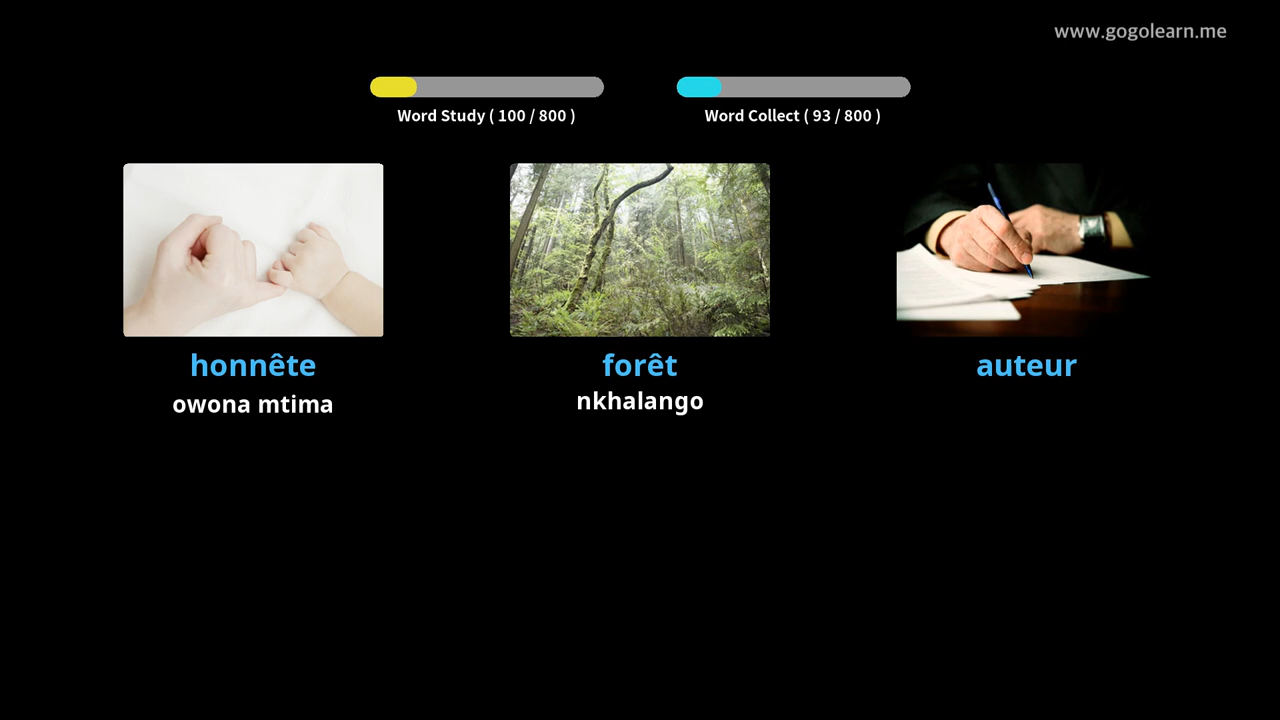 www.gogolearn.me
Word Study ( 100 / 800 )
Word Collect ( 93 / 800 )
honnête
owona mtima
forêt
nkhalango
auteur